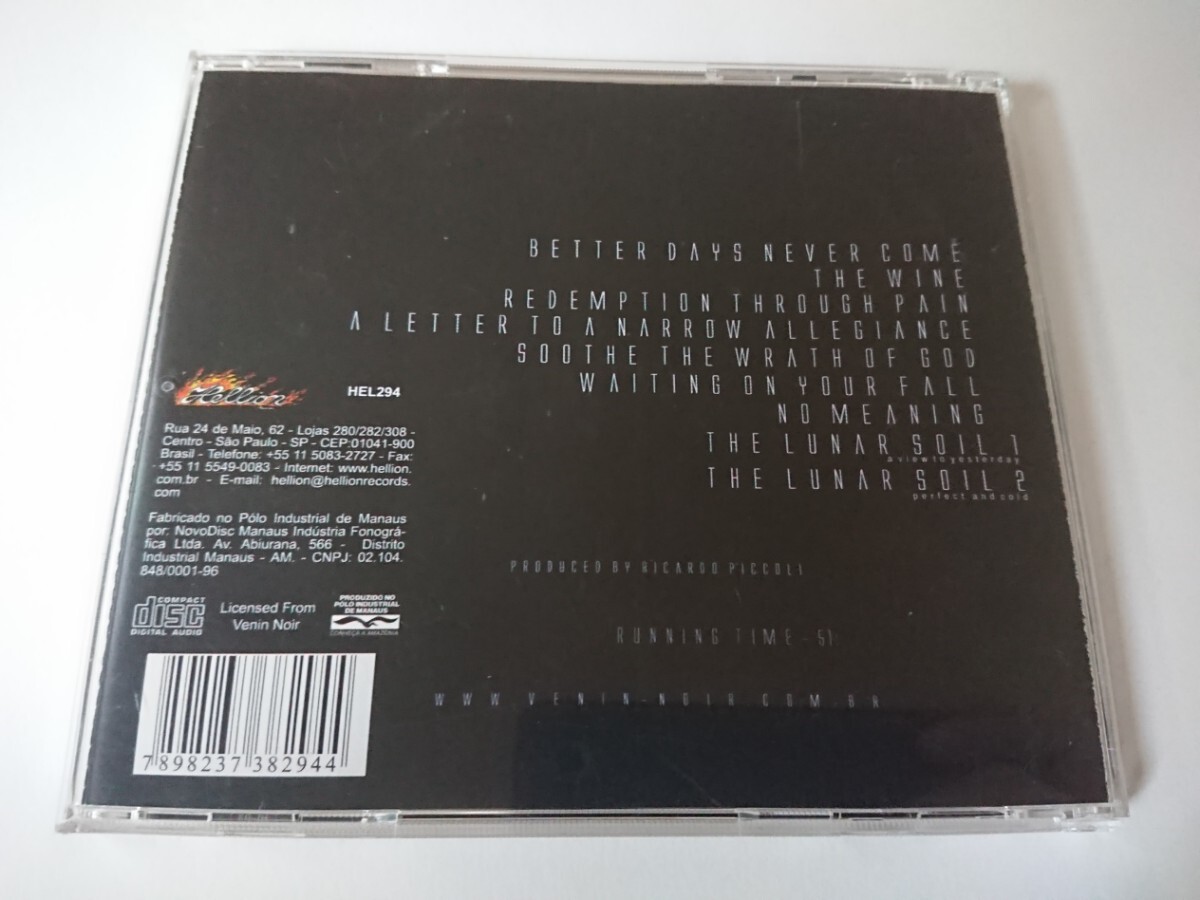 BETTER DAYS NEVER COME
THE WINE
REDEMPTION THROUGH PAIN
A LETTER TO A NARROW ALLEGIANCE
SOOTHE THE WRATH OF GOD
WAITING ON YOUR FALL
NO MEANING
THE LUNAR SOIL 1
a view to yesterday
THE LUNAR SOIL 2
perfect and cold
Hellion
HEL294
Rua 24 de Maio, 62 - Lojas 280/282/308 -
Centro - São Paulo - SP - CEP:01041-900
Brasil - Telefone: +55 11 5083-2727 - Fax:
+55 11 5549-0083 - Internet: www.hellion.
com.br - E-mail: hellion@hellionrecords.
com
Fabricado no Pólo Industrial de Manaus
por: NovoDisc Manaus Indústria Fonográ-
fica Ltda. Av. Abiurana, 566 - Distrito
Industrial Manaus - AM. - CNPJ: 02.104.
848/0001-96
COMPACT
disc
DIGITAL AUDIO
Licensed From
Venin Noir
PRODUZIDO NO
PÓLO INDUSTRIAL
DE MANAUS
CONHEÇA A AMAZÔNIA
PRODUCED BY RICARDO PICCOLI
RUNNING TIME - 51
WWW.VENIN-NOIR.COM.BR
7898237382944